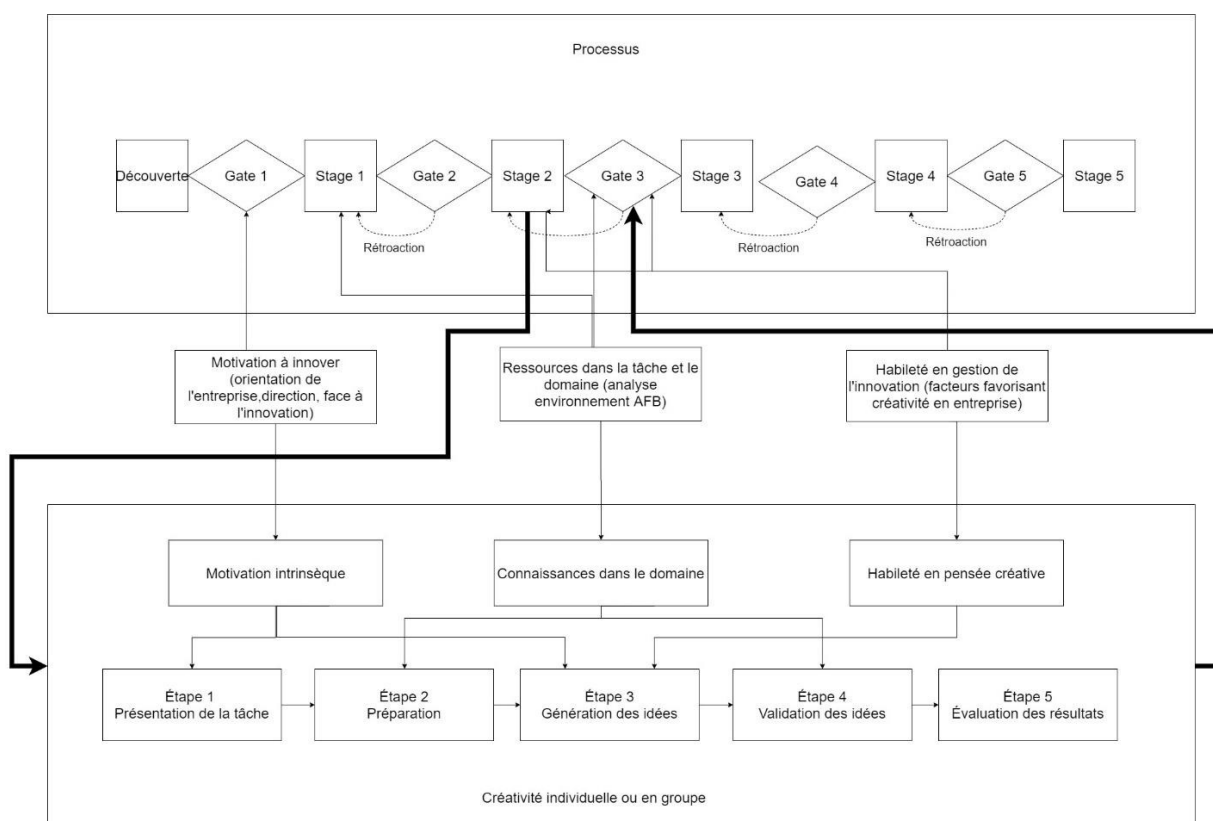 Processus
Découverte
Gate 1
Stage 1
Gate 2
Stage 2
Gate 3
Stage 3
Gate 4
Stage 4
Gate 5
Stage 5
Rétroaction
Rétroaction
Rétroaction
Motivation à innover
(orientation de
l'entreprise,direction, face à
l'innovation)
Ressources dans la tâche et le
domaine (analyse
environnement AFB)
Habileté en gestion de
l'innovation (facteurs favorisant
créativité en entreprise)
Motivation intrinsèque
Connaissances dans le domaine
Habileté en pensée créative
Étape 1
Présentation de la tâche
Étape 2
Préparation
Étape 3
Génération des idées
Étape 4
Validation des idées
Étape 5
Évaluation des résultats
Créativité individuelle ou en groupe